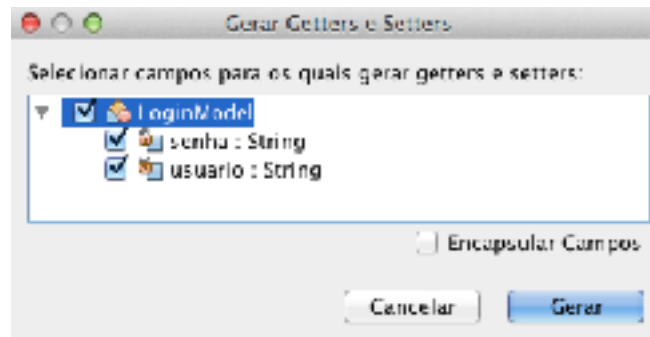 Gerar Getters e Setters
Selecionar campos para os quais gerar getters e setters:
LoginModel
senha : String
usuario : String
Encapsular Campos
Cancelar Gerar